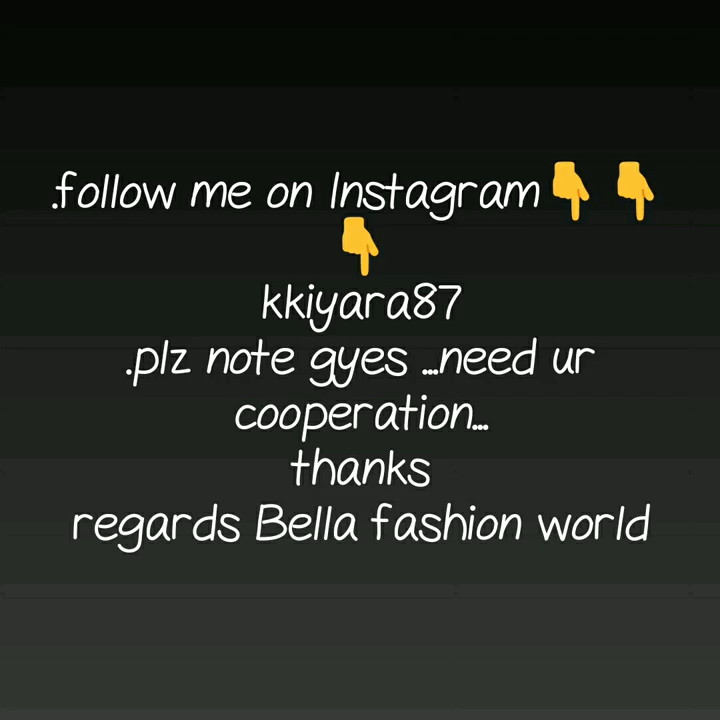 .follow me on Instagram👇 👇
👇
kkiyara87
.plz note gyes ...need ur
cooperation...
thanks
regards Bella fashion world